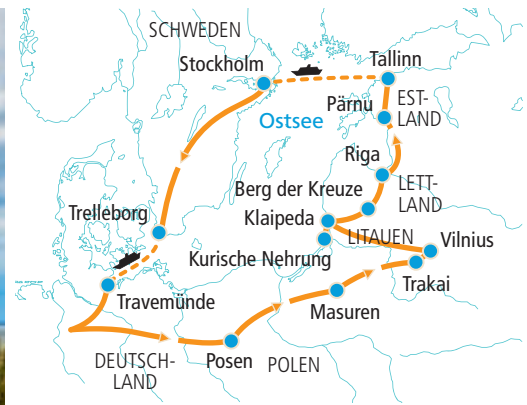 SCHWEDEN
Stockholm
Tallinn
Pärnu
EST-
LAND
Ostsee
Riga
Berg der Kreuze
LETT-
LAND
Trelleborg
Klaipeda
LITAUEN
Vilnius
Kurische Nehrung
Trakai
Travemünde
Masuren
DEUTSCH-
LAND
Posen
POLEN